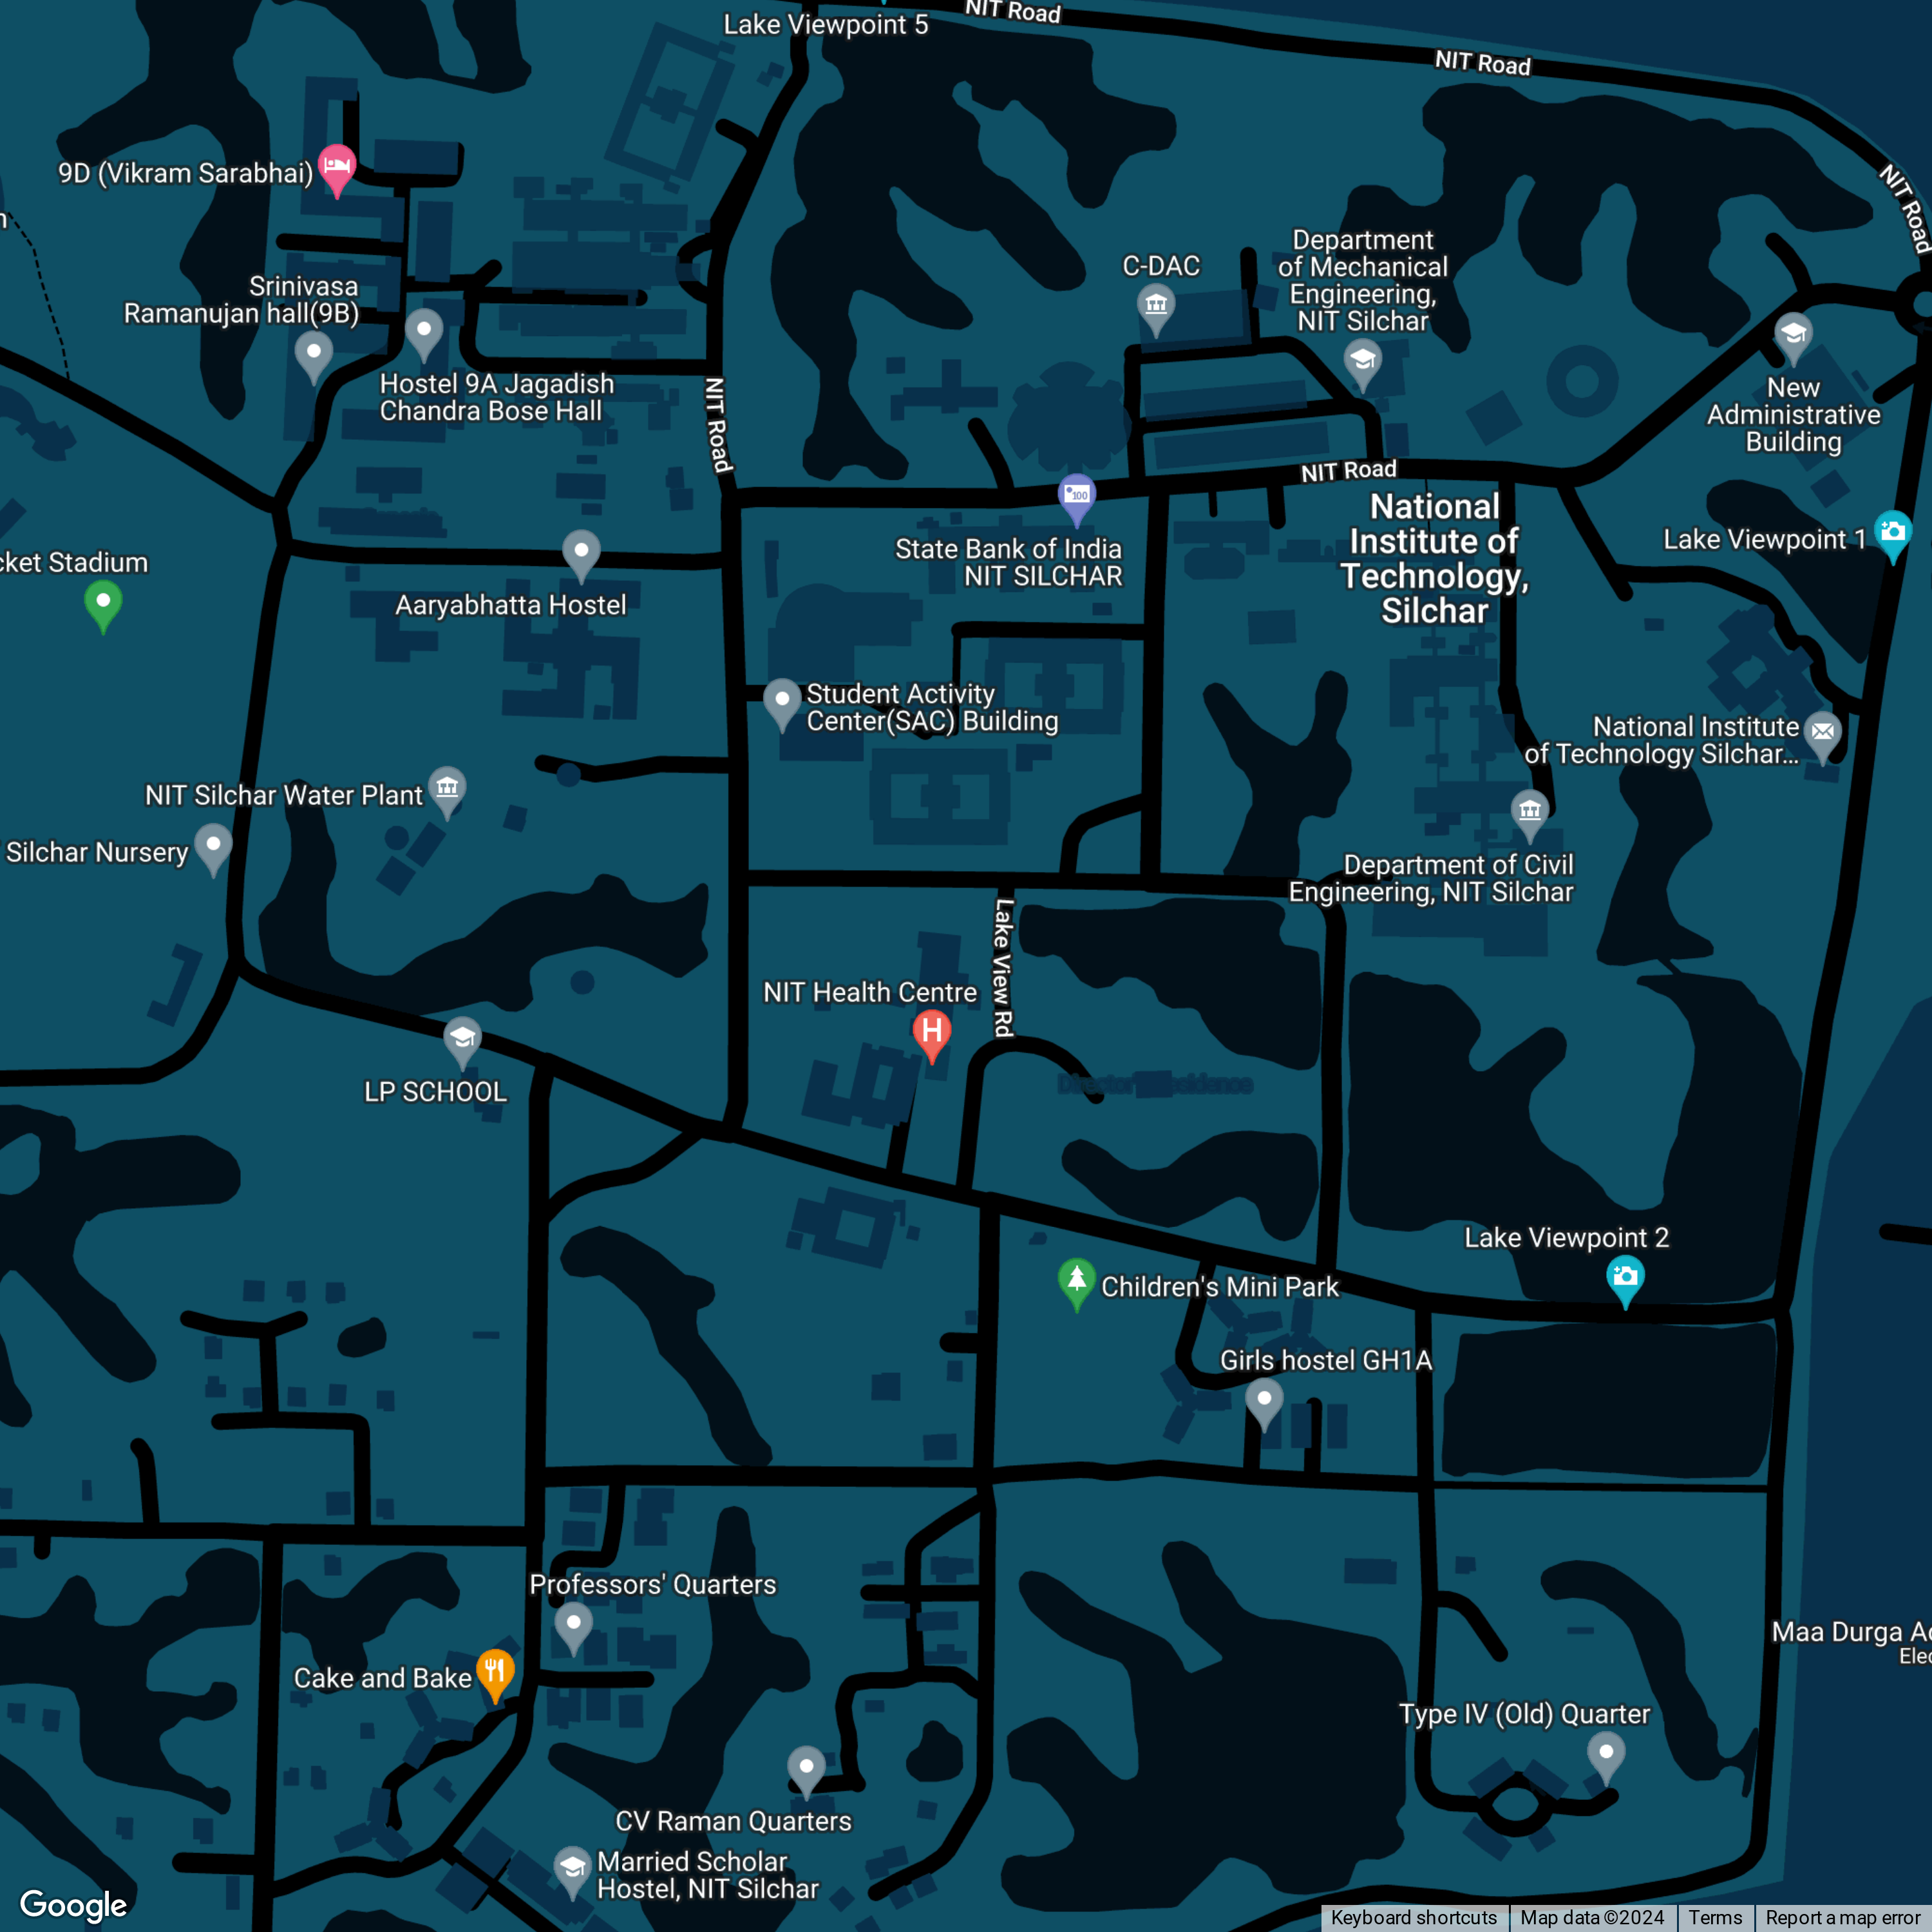 NIT Road
Lake Viewpoint 5
NIT Road
9D (Vikram Sarabhai)
NIT Road
Department
of Mechanical
Engineering,
NIT Silchar
C-DAC
Srinivasa
Ramanujan hall(9B)
Hostel 9A Jagadish
Chandra Bose Hall
NIT Road
New
Administrative
Building
NIT Road
100
National
Institute of
Technology,
Silchar
State Bank of India
NIT SILCHAR
Lake Viewpoint 1
cket Stadium
Aaryabhatta Hostel
Student Activity
Center(SAC) Building
National Institute
of Technology Silchar...
NIT Silchar Water Plant
Silchar Nursery
Department of Civil
Engineering, NIT Silchar
Lake View Rd
NIT Health Centre
H
LP SCHOOL
Lake Viewpoint 2
Children's Mini Park
Girls hostel GH1A
Professors' Quarters
Maa Durga Ac
Elec
Cake and Bake
Type IV (Old) Quarter
CV Raman Quarters
Married Scholar
Hostel, NIT Silchar
Google
Keyboard shortcuts
Map data ©2024
Terms
Report a map error